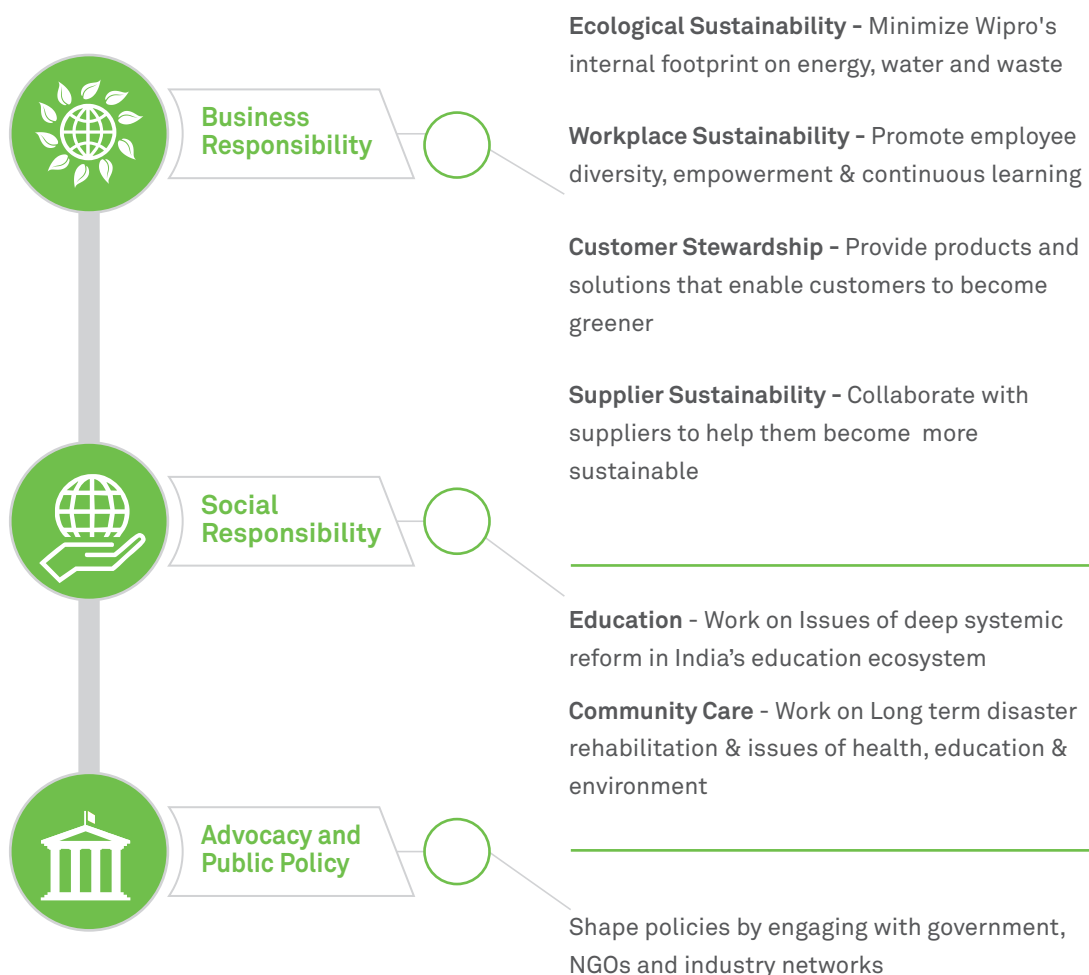 Business
Responsibility
Ecological Sustainability - Minimize Wipro's
internal footprint on energy, water and waste
Workplace Sustainability - Promote employee
diversity, empowerment & continuous learning
Customer Stewardship - Provide products and
solutions that enable customers to become
greener
Supplier Sustainability - Collaborate with
suppliers to help them become more
sustainable
Social
Responsibility
Education - Work on Issues of deep systemic
reform in India’s education ecosystem
Community Care - Work on Long term disaster
rehabilitation & issues of health, education &
environment
Advocacy and
Public Policy
Shape policies by engaging with government,
NGOs and industry networks